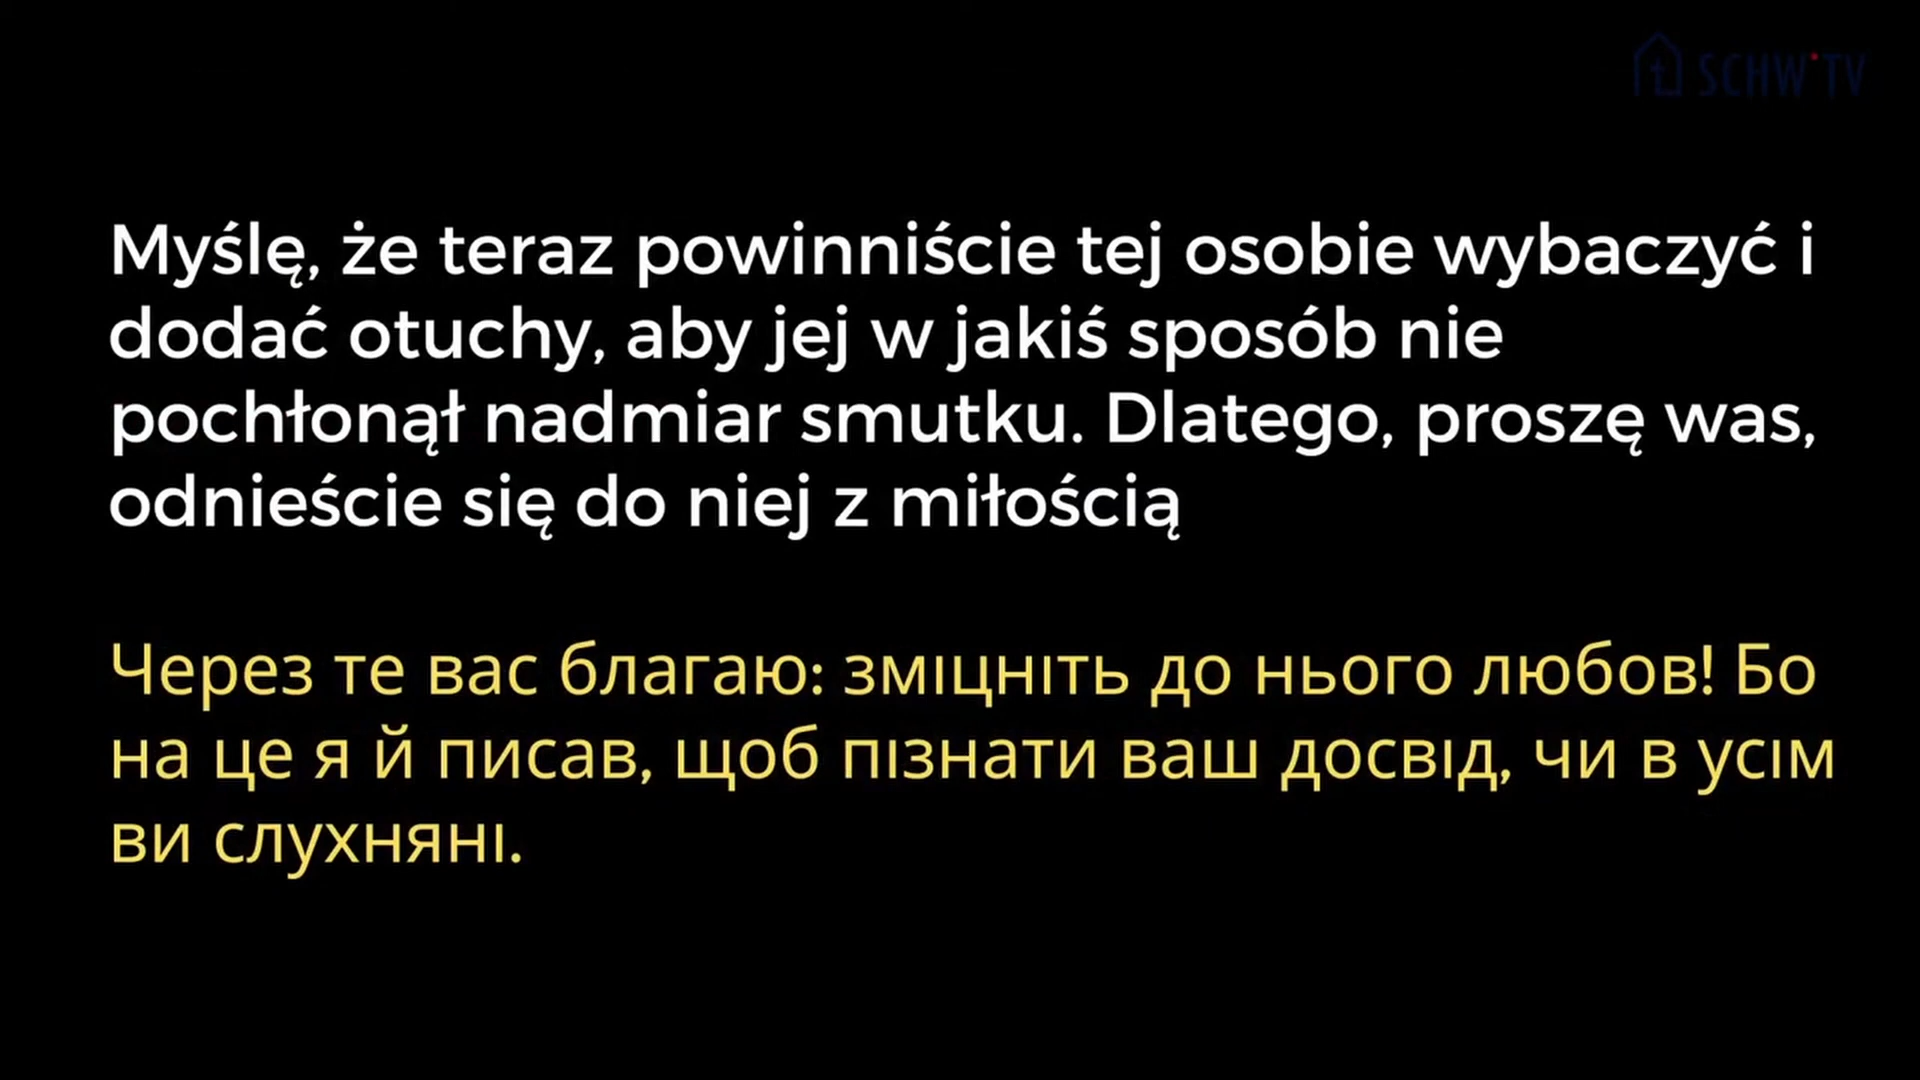 SCHW TV
Myślę, że teraz powinniście tej osobie wybaczyć i
dodać otuchy, aby jej w jakiś sposób nie
pochłonął nadmiar smutku. Dlatego, proszę was,
odnieście się do niej z miłością
Через те вас благаю: зміцніть до нього любов! Бо
на це я й писав, щоб пізнати ваш досвід, чи в усім
ви слухняні.